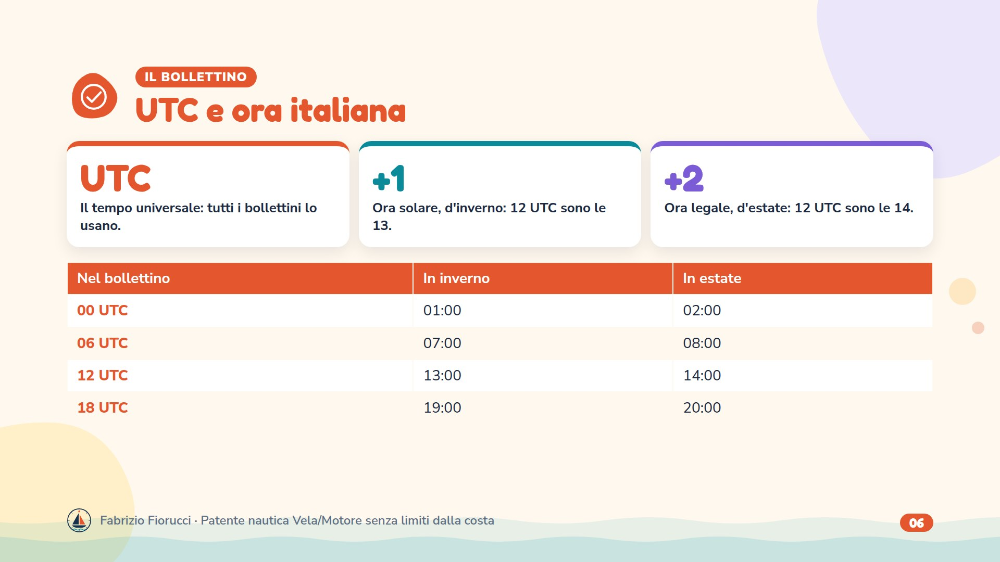 IL BOLLETTINO
UTC e ora italiana
UTC
Il tempo universale: tutti i bollettini lo
usano.
+1
Ora solare, d'inverno: 12 UTC sono le
13.
+2
Ora legale, d'estate: 12 UTC sono le 14.
Nel bollettino In inverno In estate
00 UTC 01:00 02:00
06 UTC 07:00 08:00
12 UTC 13:00 14:00
18 UTC 19:00 20:00
Fabrizio Fiorucci · Patente nautica Vela/Motore senza limiti dalla costa
06